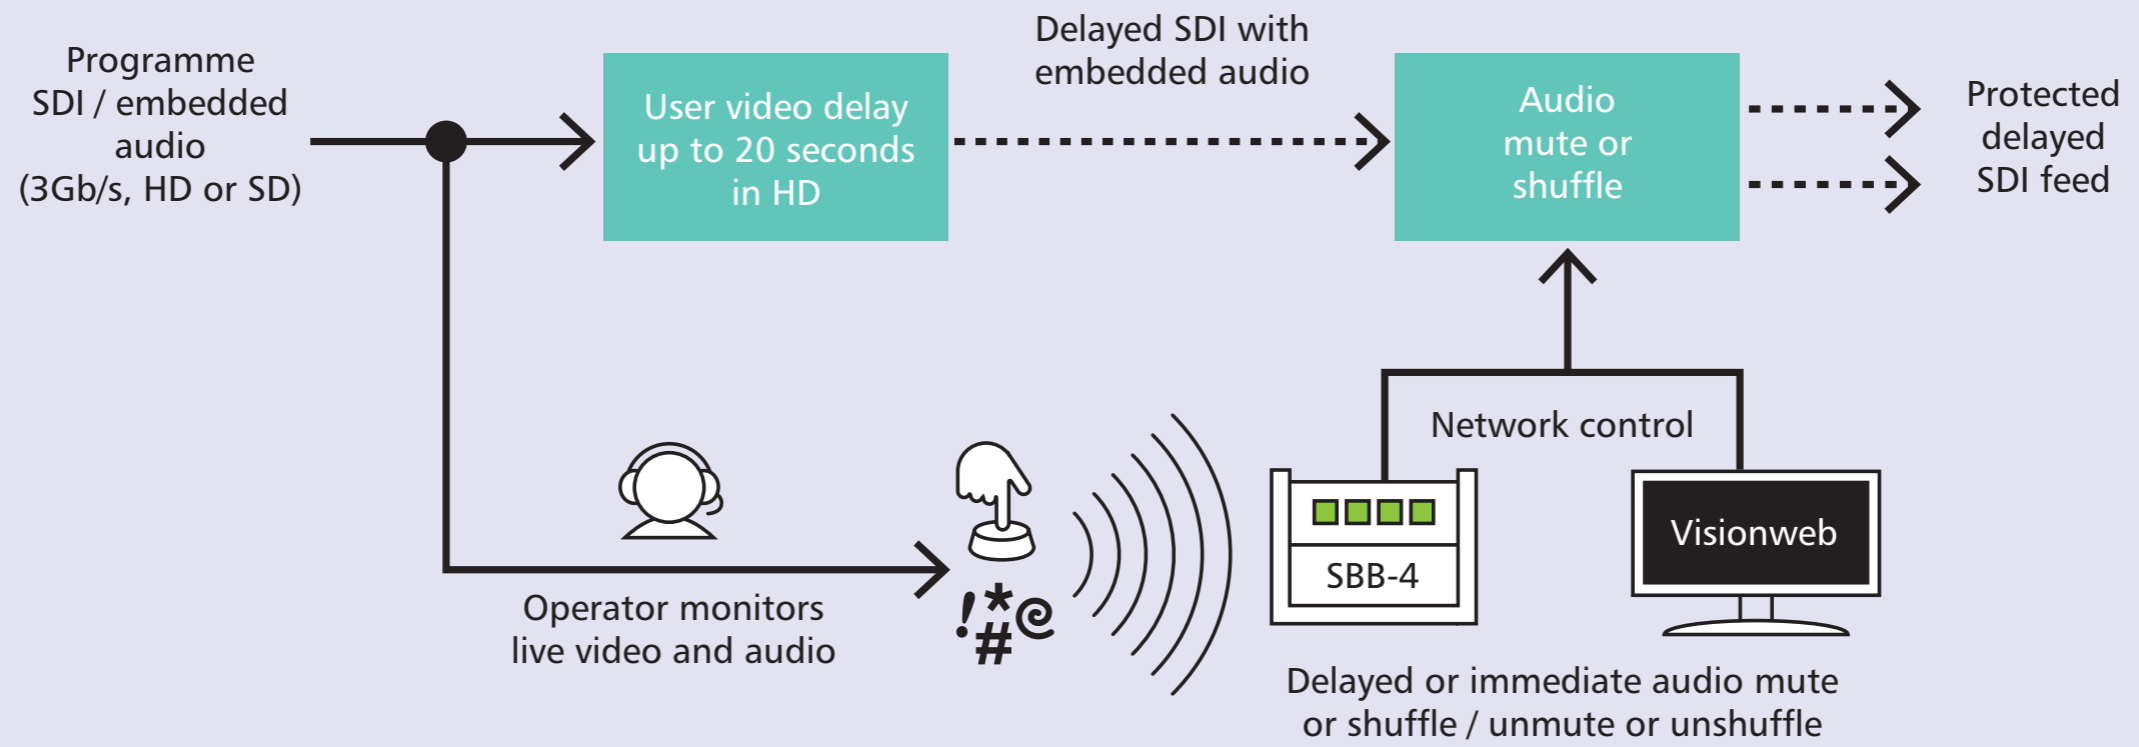 Programme
SDI / embedded
audio
(3Gb/s, HD or SD)
User video delay
up to 20 seconds
in HD
Delayed SDI with
embedded audio
Audio
mute or
shuffle
Protected
delayed
SDI feed
Operator monitors
live video and audio
!*#@
Network control
SBB-4
Visionweb
Delayed or immediate audio mute
or shuffle / unmute or unshuffle